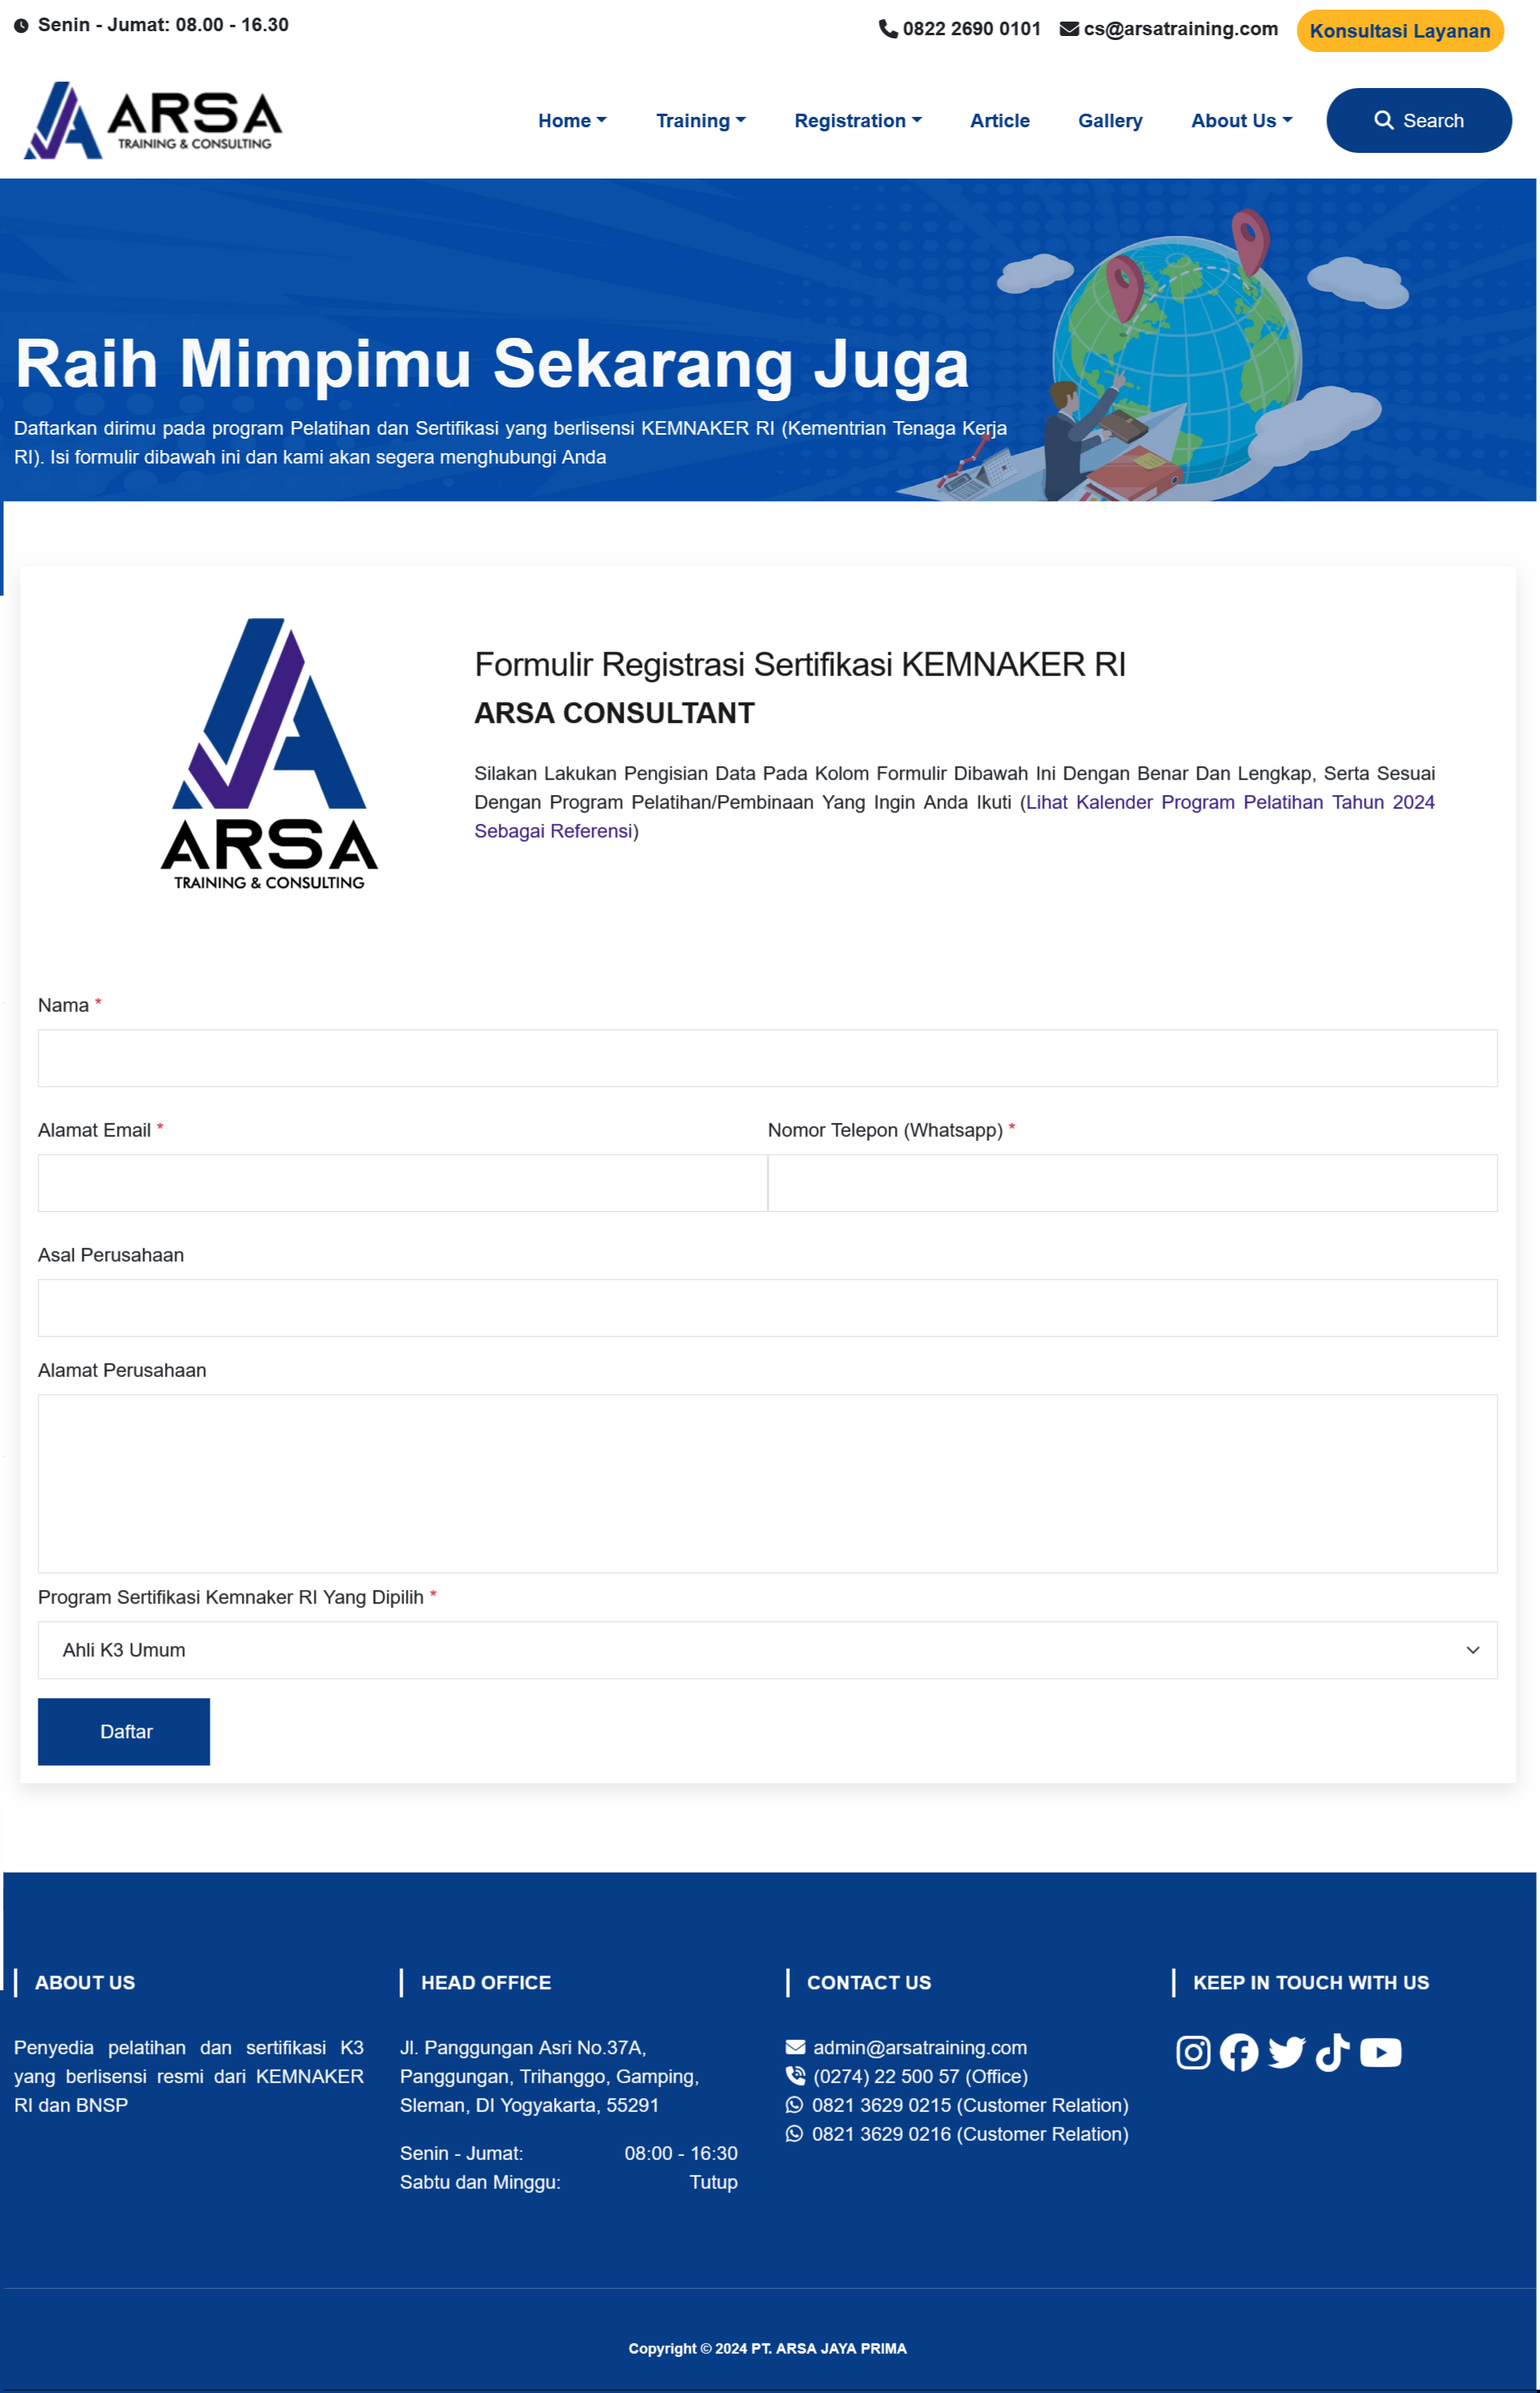 Senin - Jumat: 08.00 - 16.30
0822 2690 0101 cs@arsatraining.com Konsultasi Layanan
ARSA
TRAINING & CONSULTING
Home Training Registration Article Gallery About Us Search
Raih Mimpimu Sekarang Juga
Daftarkan dirimu pada program Pelatihan dan Sertifikasi yang berlisensi KEMNAKER RI (Kementrian Tenaga Kerja
RI). Isi formulir dibawah ini dan kami akan segera menghubungi Anda
ARSA
TRAINING & CONSULTING
Formulir Registrasi Sertifikasi KEMNAKER RI
ARSA CONSULTANT
Silakan Lakukan Pengisian Data Pada Kolom Formulir Dibawah Ini Dengan Benar Dan Lengkap, Serta Sesuai
Dengan Program Pelatihan/Pembinaan Yang Ingin Anda Ikuti (Lihat Kalender Program Pelatihan Tahun 2024
Sebagai Referensi)
Nama *
Alamat Email *
Nomor Telepon (Whatsapp) *
Asal Perusahaan
Alamat Perusahaan
Program Sertifikasi Kemnaker RI Yang Dipilih *
Ahli K3 Umum
Daftar
ABOUT US
Penyedia pelatihan dan sertifikasi K3
yang berlisensi resmi dari KEMNAKER
RI dan BNSP
HEAD OFFICE
Jl. Panggungan Asri No.37A,
Panggungan, Trihanggo, Gamping,
Sleman, DI Yogyakarta, 55291
Senin - Jumat: 08:00 - 16:30
Sabtu dan Minggu: Tutup
CONTACT US
admin@arsatraining.com
(0274) 22 500 57 (Office)
0821 3629 0215 (Customer Relation)
0821 3629 0216 (Customer Relation)
KEEP IN TOUCH WITH US
Copyright © 2024 PT. ARSA JAYA PRIMA